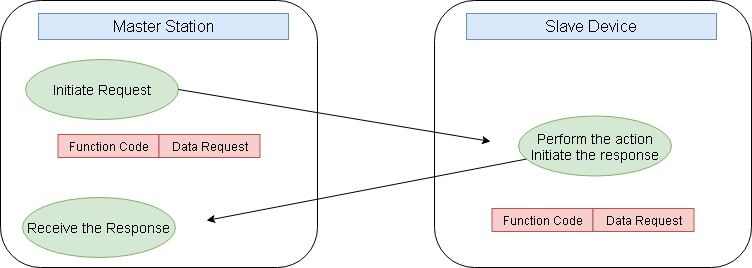 Master Station
Initiate Request
Function Code
Data Request
Receive the Response
Slave Device
Perform the action
Initiate the response
Function Code
Data Request